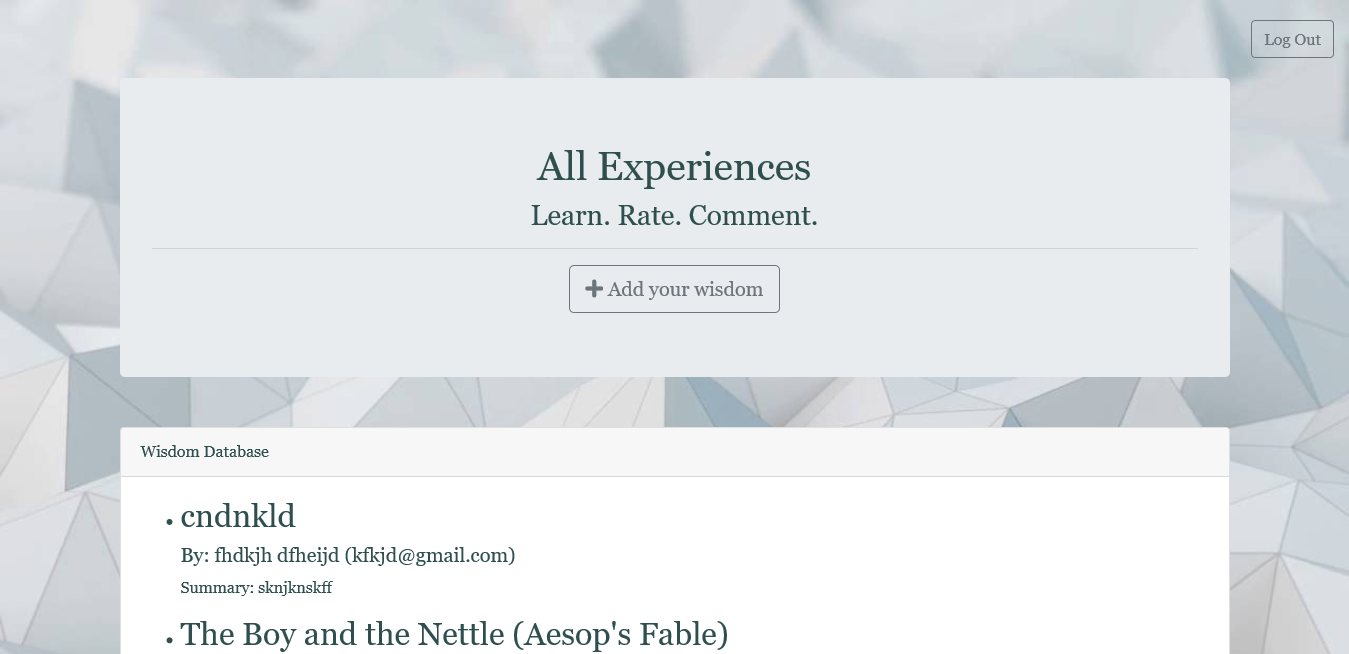 Log Out
All Experiences
Learn. Rate. Comment.
Add your wisdom
Wisdom Database
cndnkld
By: fhdkjh dfheijd (kfkjd@gmail.com)
Summary: sknjknskff
The Boy and the Nettle (Aesop's Fable)